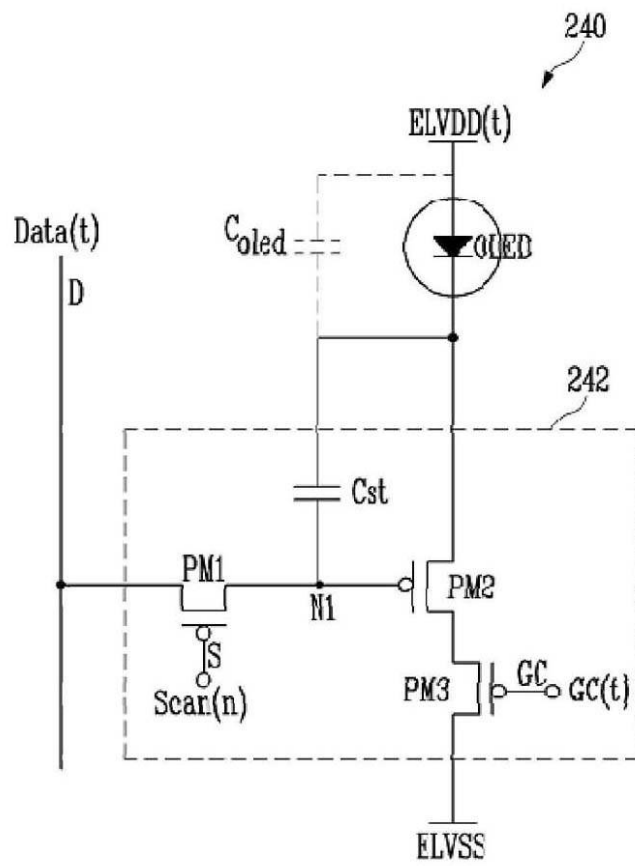 240
ELVDD(t)
Data(t)
Coled
OLED
D
242
Cst
PM1
N1
PM2
S
Scan(n)
PM3
GC
GC(t)
ELVSS